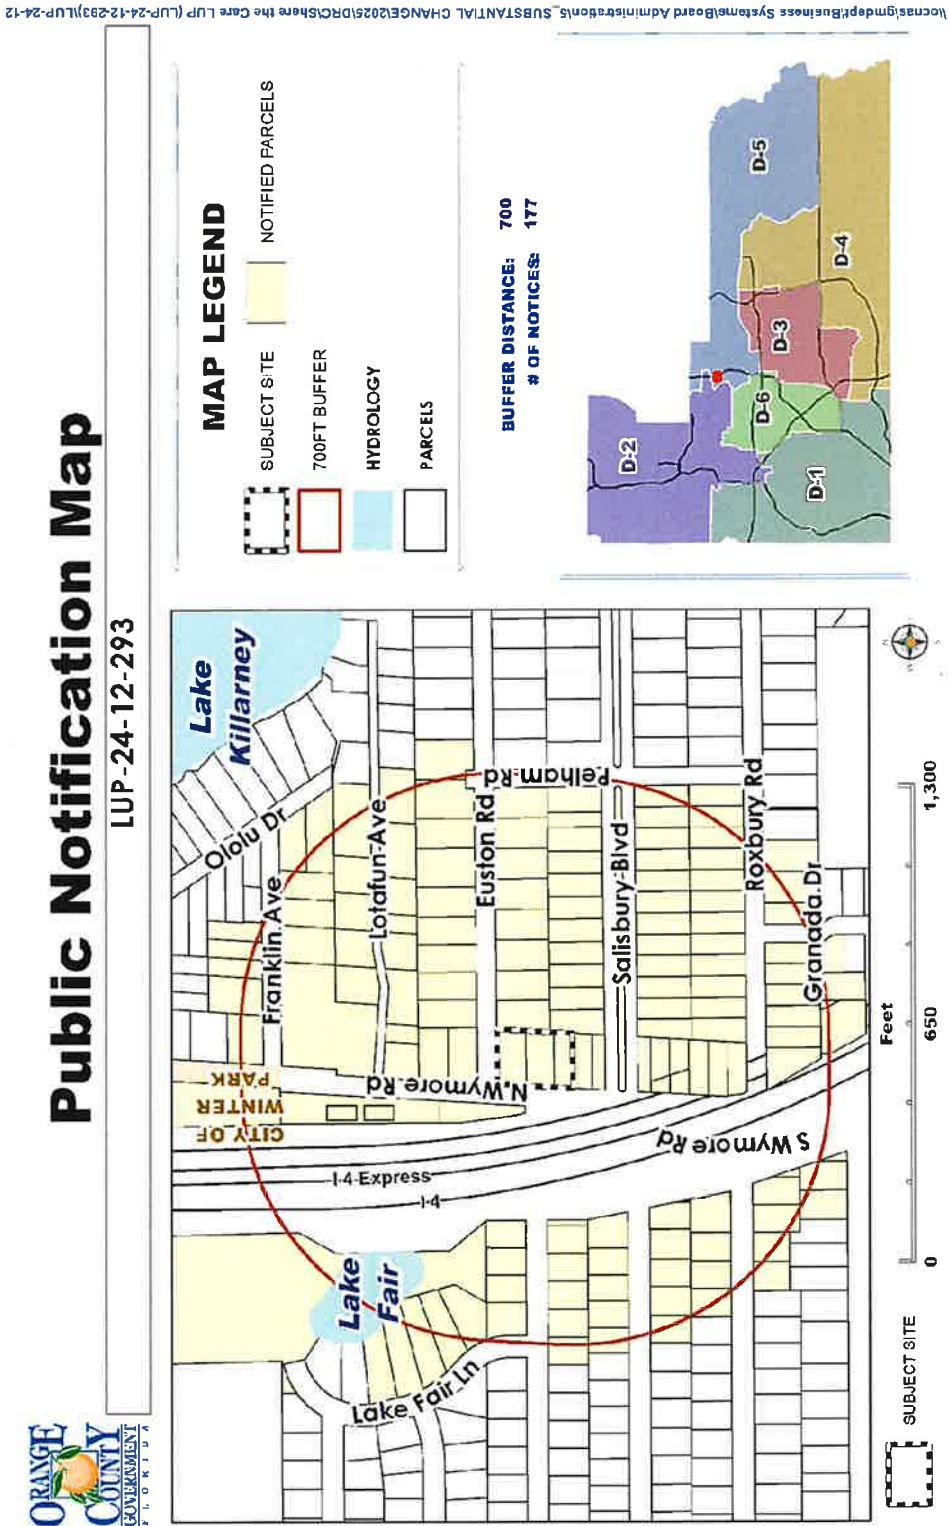 ORANGE
COUNTY
GOVERNMENT
FLORIDA
Public Notification Map
LUP-24-12-293
Lake
Killarney
Ololu Dr
Franklin Ave
Lotafun Ave
Euston Rd
Pelham Rd
Salisbury Blvd
Roxbury Rd
Granada Dr
CITY OF
WINTER
PARK
N Wymore Rd
S Wymore Rd
I-4 Express
I-4
Lake
Fair
Lake Fair Ln
SUBJECT SITE
0 650 1,300
Feet
N
S
MAP LEGEND
SUBJECT SITE
NOTIFIED PARCELS
700FT BUFFER
HYDROLOGY
PARCELS
BUFFER DISTANCE: 700
# OF NOTICES: 177
D-2
D-5
D-6
D-3
D-4
D-1
\\ocnas\gmdept\Business Systems\Board Administration\5_SUBSTANTIAL CHANGE\2025\DRC\Share the Care LUP (LUP-24-12-293)\LUP-24-12